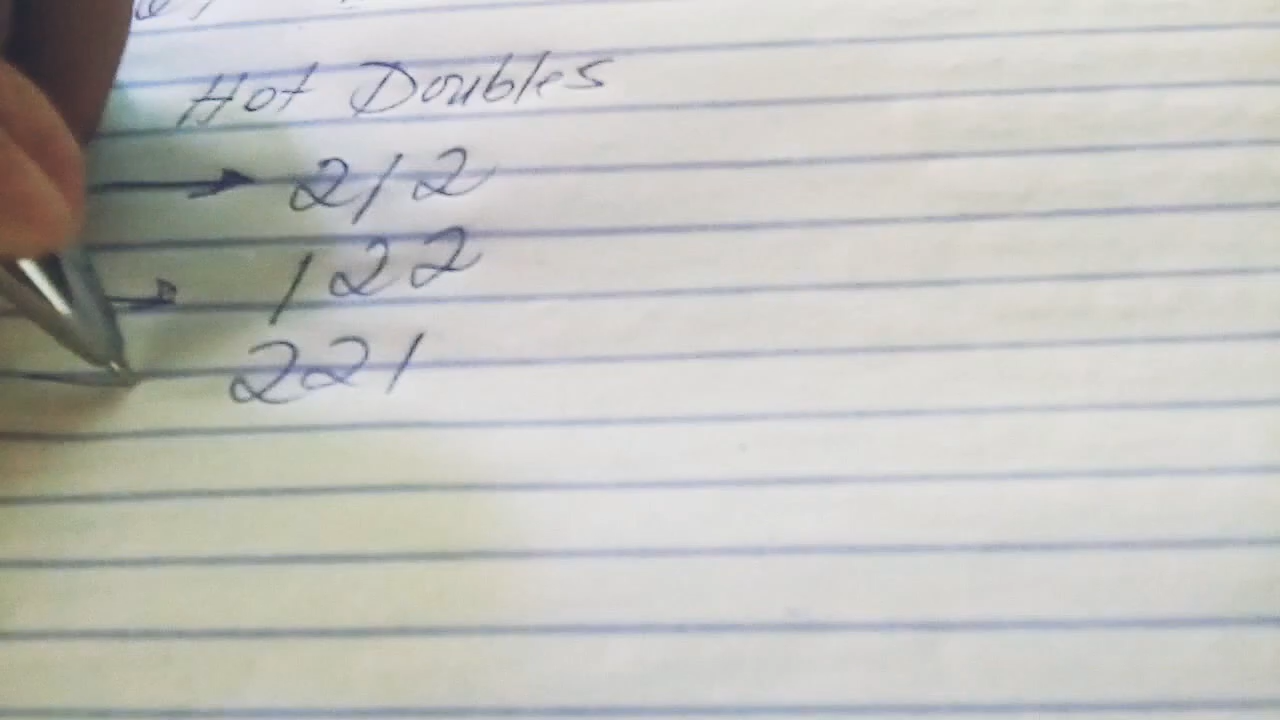 Hot Doubles
→ 212
→ 122
221